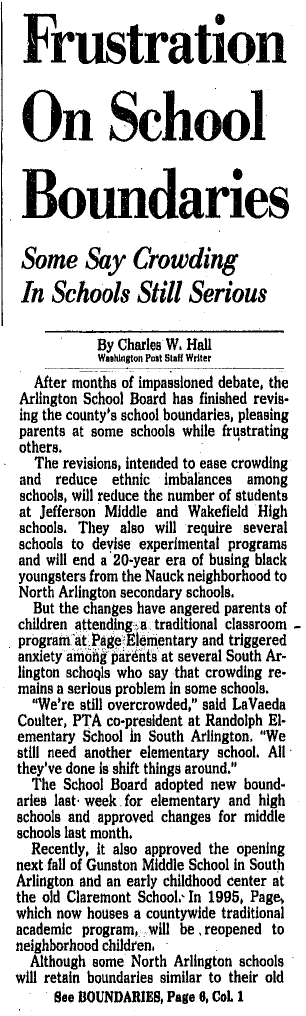 Frustration
On School
Boundaries
Some Say Crowding
In Schools Still Serious
By Charles W. Hall
Washington Post Staff Writer
After months of impassioned debate, the
Arlington School Board has finished revis-
ing the county's school boundaries, pleasing
parents at some schools while frustrating
others.
The revisions, intended to ease crowding
and reduce ethnic imbalances among
schools, will reduce the number of students
at Jefferson Middle and Wakefield High
schools. They also will require several
schools to devise experimental programs
and will end a 20-year era of busing black
youngsters from the Nauck neighborhood to
North Arlington secondary schools.
But the changes have angered parents of
children attending a traditional classroom
program at Page Elementary and triggered
anxiety among parents at several South Ar-
lington schools who say that crowding re-
mains a serious problem in some schools.
"We're still overcrowded," said LaVaeda
Coulter, PTA co-president at Randolph El-
ementary School in South Arlington. "We
still need another elementary school. All
they've done is shift things around."
The School Board adopted new bound-
aries last week for elementary and high
schools and approved changes for middle
schools last month.
Recently, it also approved the opening
next fall of Gunston Middle School in South
Arlington and an early childhood center at
the old Claremont School. In 1995, Page,
which now houses a countywide traditional
academic program, will be reopened to
neighborhood children.
Although some North Arlington schools
will retain boundaries similar to their old
See BOUNDARIES, Page 6, Col. 1